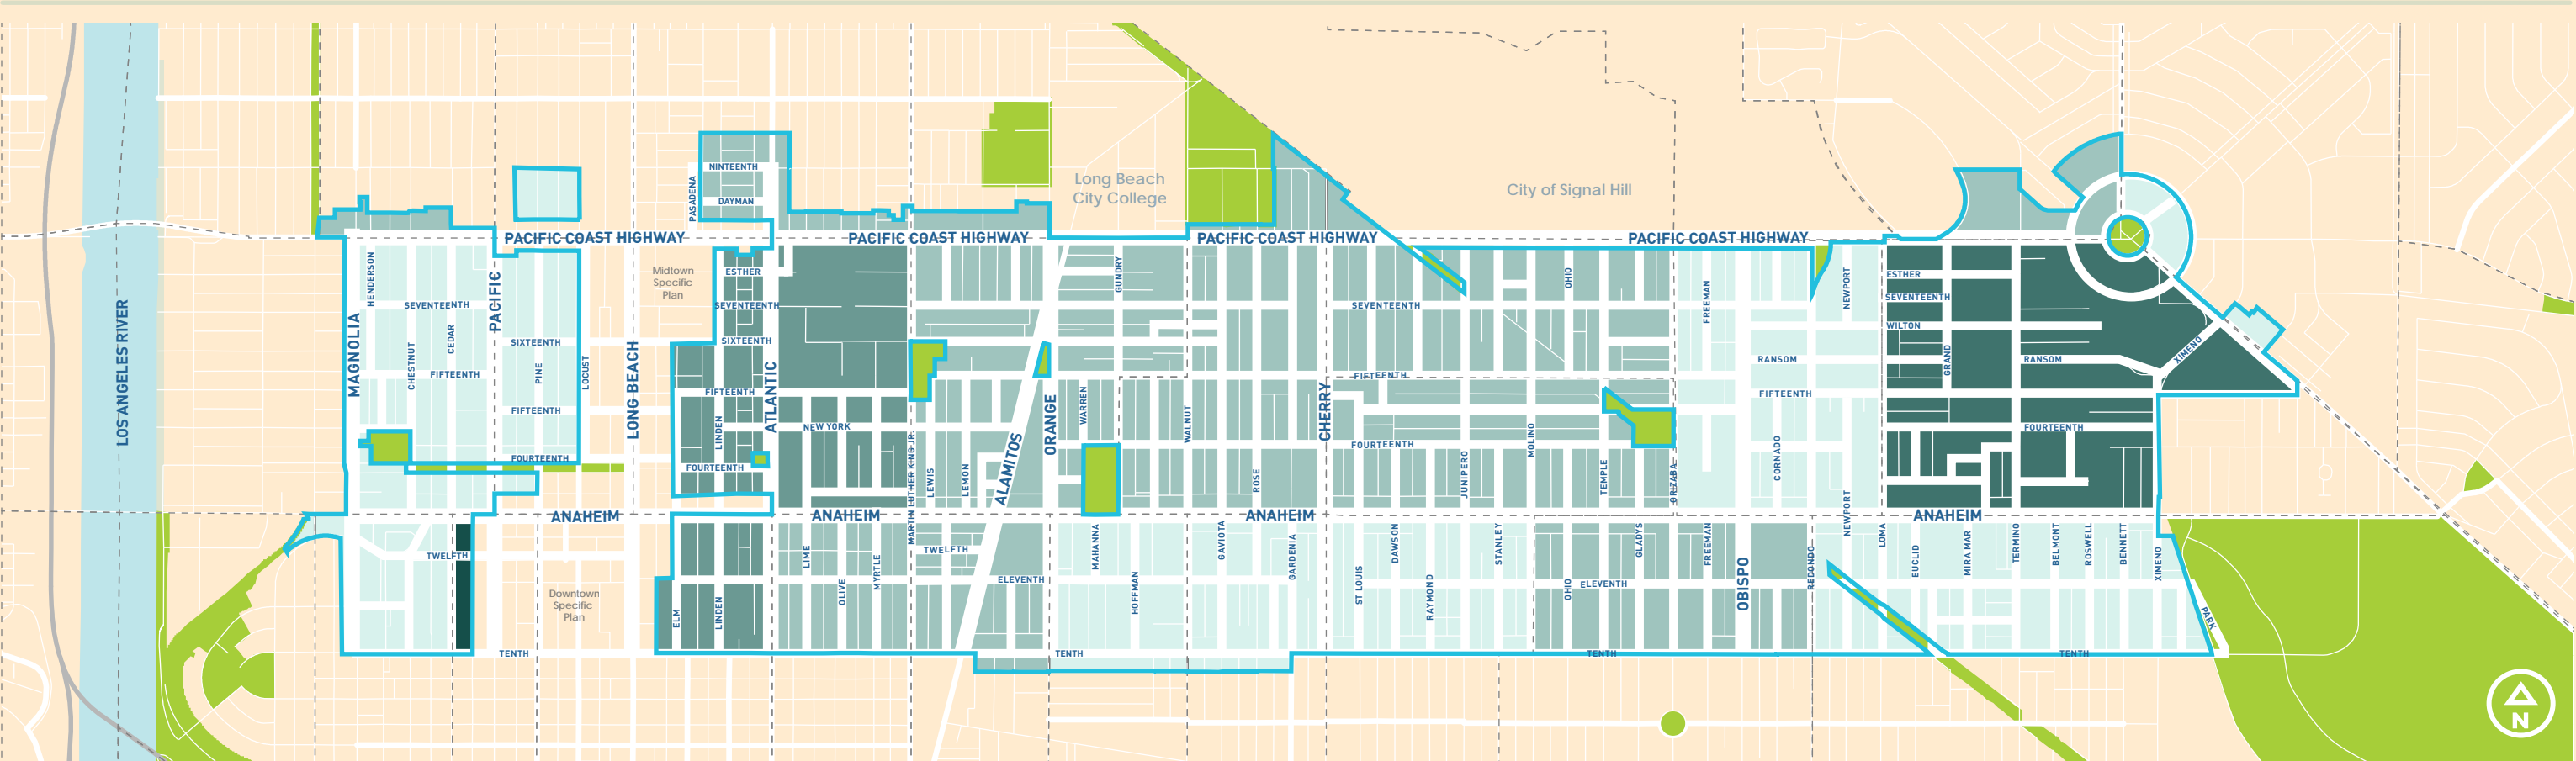 NINTEENTH
PASADENA
DAYMAN
Long Beach
City College
City of Signal Hill
PACIFIC COAST HIGHWAY
PACIFIC COAST HIGHWAY
PACIFIC COAST HIGHWAY
PACIFIC COAST HIGHWAY
LOS ANGELES RIVER
MAGNOLIA
HENDERSON
SEVENTEENTH
CHESTNUT
CEDAR
FIFTEENTH
PACIFIC
SIXTEENTH
PINE
FIFTEENTH
FOURTEENTH
LOCUST
LONG BEACH
Midtown
Specific
Plan
ESTHER
SEVENTEENTH
SIXTEENTH
FIFTEENTH
LINDEN
FOURTEENTH
ATLANTIC
NEW YORK
MARTIN LUTHER KING JR.
LEWIS
LEMON
ALAMITOS
ORANGE
GUNDRY
WARREN
WALNUT
ROSE
CHERRY
SEVENTEENTH
FIFTEENTH
FOURTEENTH
JUNIPERO
MOLINO
OHIO
TEMPLE
ORIZABA
FREEMAN
RANSOM
FIFTEENTH
CORNADO
NEWPORT
NEWPORT
ESTHER
SEVENTEENTH
WILTON
GRAND
RANSOM
XIMENO
FOURTEENTH
ANAHEIM
ANAHEIM
ANAHEIM
ANAHEIM
TWELFTH
Downtown
Specific
Plan
TENTH
ELM
LINDEN
LIME
OLIVE
MYRTLE
TWELFTH
ELEVENTH
MAHANNA
HOFFMAN
TENTH
GAVIOTA
GARDENIA
ST LOUIS
DAWSON
RAYMOND
STANLEY
OHIO
ELEVENTH
GLADYS
TENTH
FREEMAN
OBISPO
REDONDO
LOMA
EUCLID
MIRA MAR
TERMINO
BELMONT
ROSWELL
BENNETT
XIMENO
TENTH
PARK
N